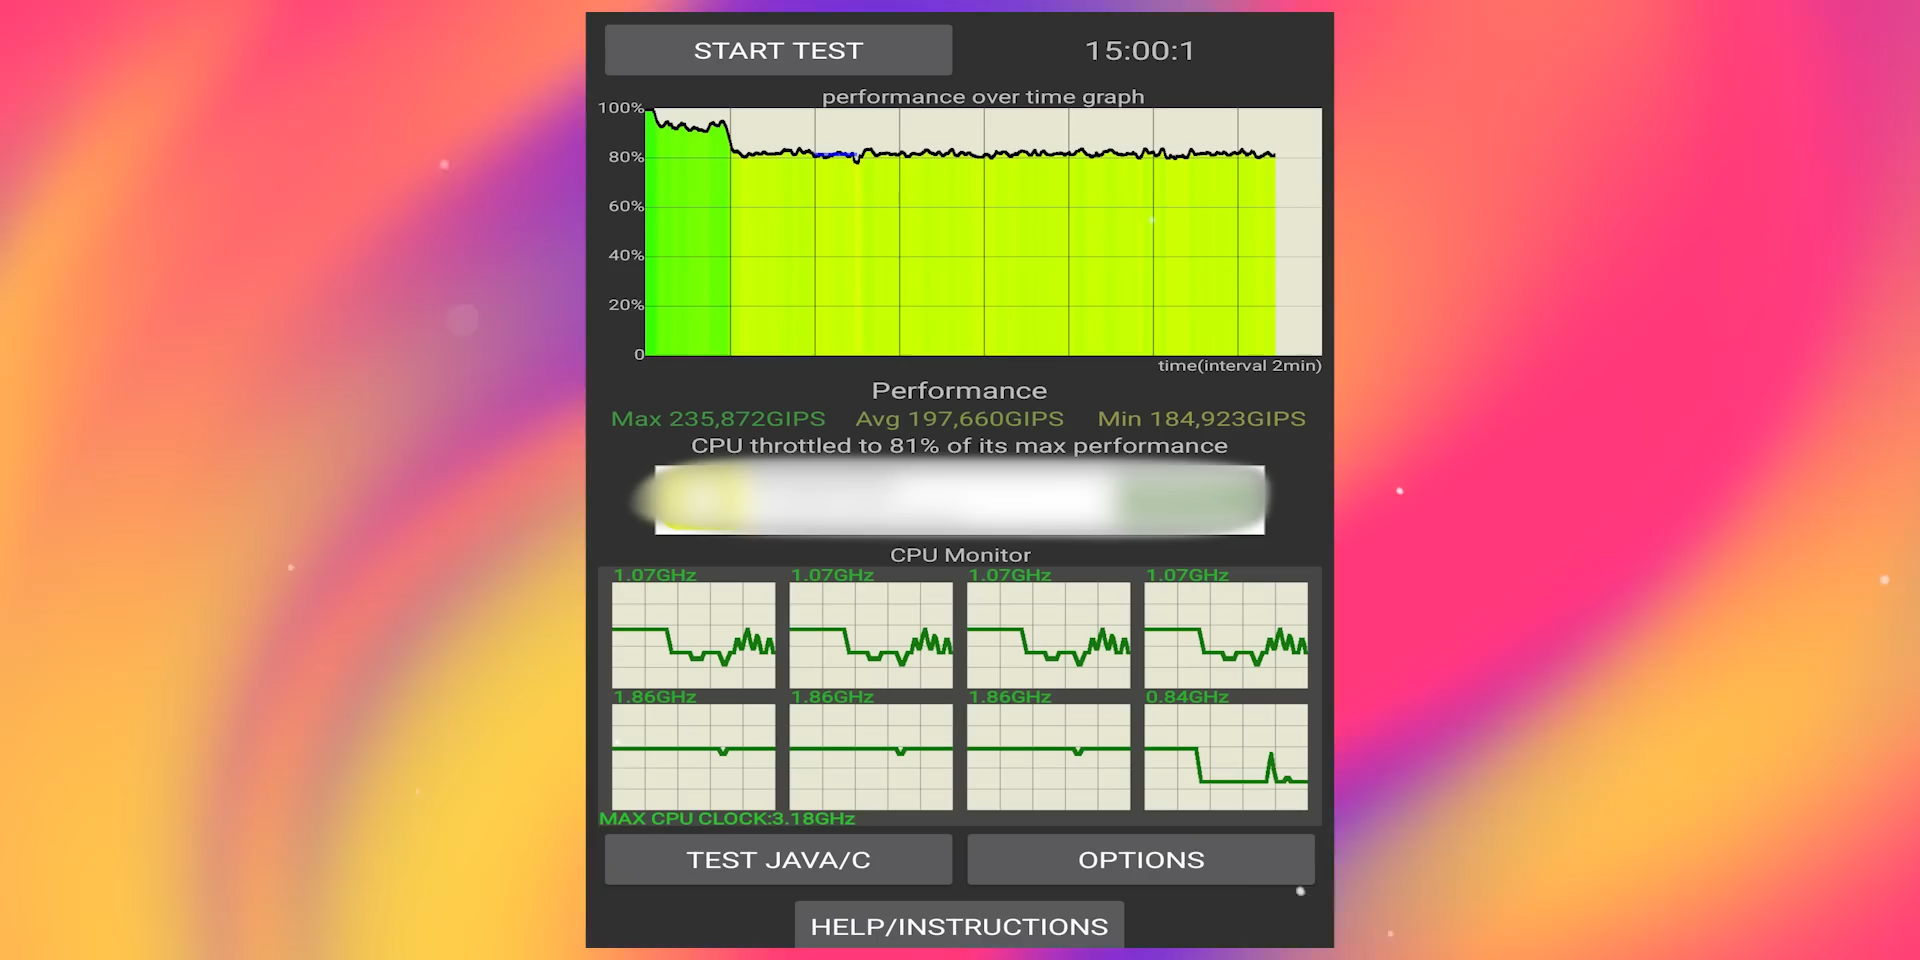 START TEST 15:00:1
performance over time graph
100%
80%
60%
40%
20%
0
time(interval 2min)
Performance
Max 235,872GIPS Avg 197,660GIPS Min 184,923GIPS
CPU throttled to 81% of its max performance
CPU Monitor
1.07GHz 1.07GHz 1.07GHz 1.07GHz
1.86GHz 1.86GHz 1.86GHz 0.84GHz
MAX CPU CLOCK:3.18GHz
TEST JAVA/C OPTIONS
HELP/INSTRUCTIONS